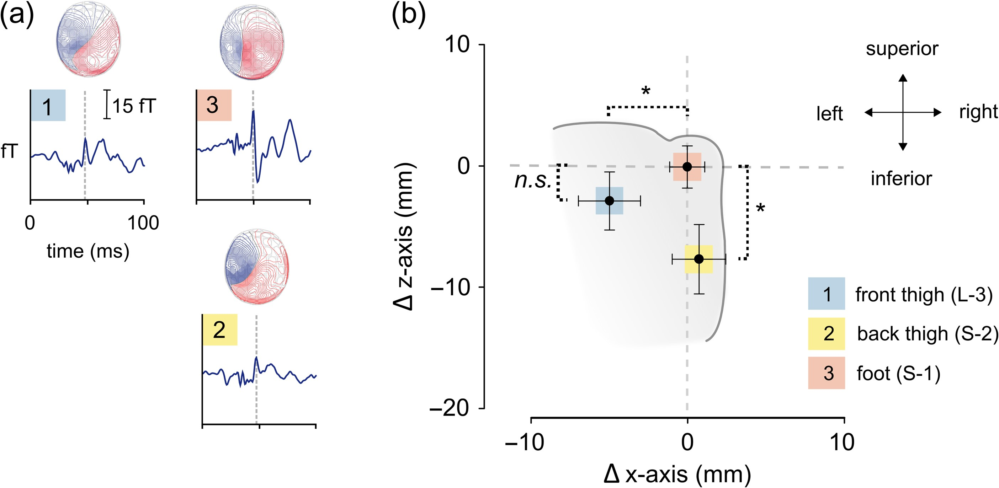 (a)
1
15 fT
fT
0
100
time (ms)
3
2
(b)
10
0
−10
−20
Δ z-axis (mm)
*
n.s.
*
superior
left
right
inferior
1 front thigh (L-3)
2 back thigh (S-2)
3 foot (S-1)
−10
0
10
Δ x-axis (mm)